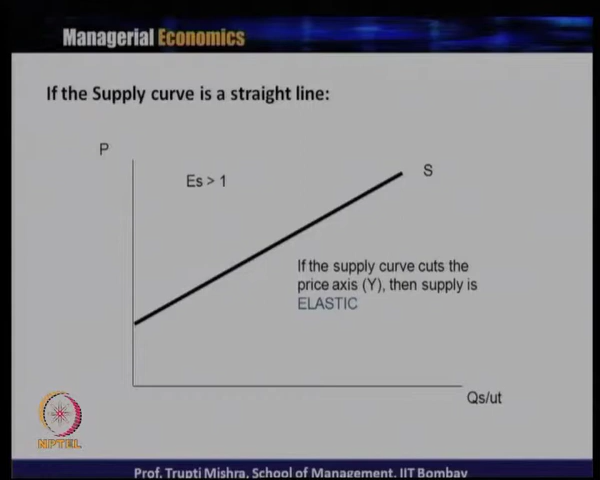 Managerial Economics
If the Supply curve is a straight line:
P
Es > 1
S
If the supply curve cuts the
price axis (Y), then supply is
ELASTIC
Qs/ut
NPTEL
Prof. Trupti Mishra, School of Management, IIT Bombay